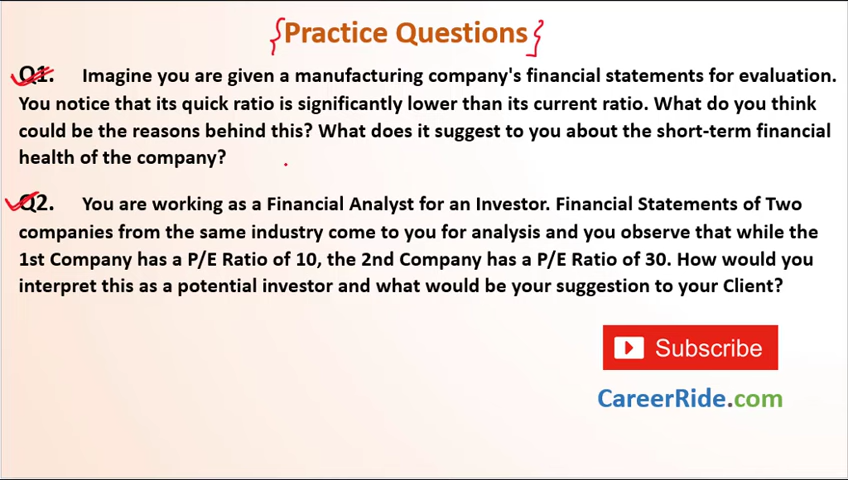 Practice Questions
Q1. Imagine you are given a manufacturing company's financial statements for evaluation.
You notice that its quick ratio is significantly lower than its current ratio. What do you think
could be the reasons behind this? What does it suggest to you about the short-term financial
health of the company?
Q2. You are working as a Financial Analyst for an Investor. Financial Statements of Two
companies from the same industry come to you for analysis and you observe that while the
1st Company has a P/E Ratio of 10, the 2nd Company has a P/E Ratio of 30. How would you
interpret this as a potential investor and what would be your suggestion to your Client?
Subscribe
CareerRide.com